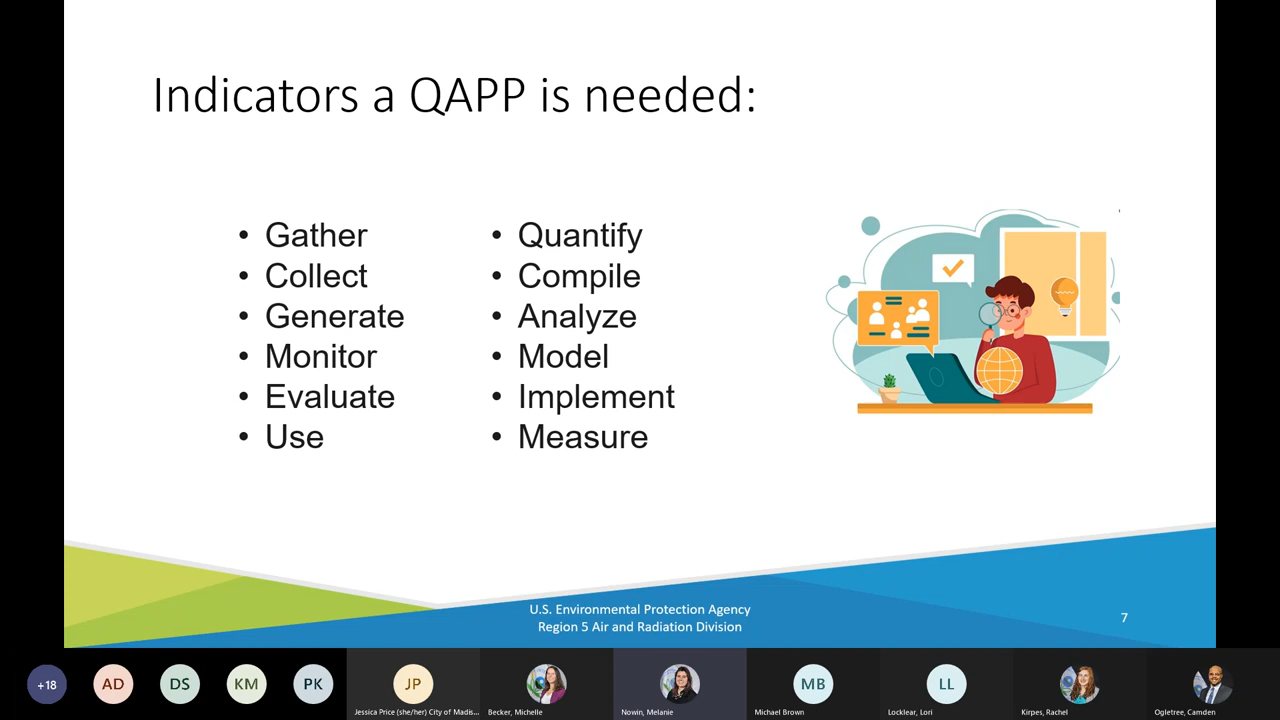 Indicators a QAPP is needed:
• Gather
• Collect
• Generate
• Monitor
• Evaluate
• Use
• Quantify
• Compile
• Analyze
• Model
• Implement
• Measure
U.S. Environmental Protection Agency
Region 5 Air and Radiation Division
7
+18
AD
DS
KM
PK
JP
MB
LL
Jessica Price (she/her) City of Madis...
Becker, Michelle
Nowin, Melanie
Michael Brown
Locklear, Lori
Kirpes, Rachel
Ogletree, Camden